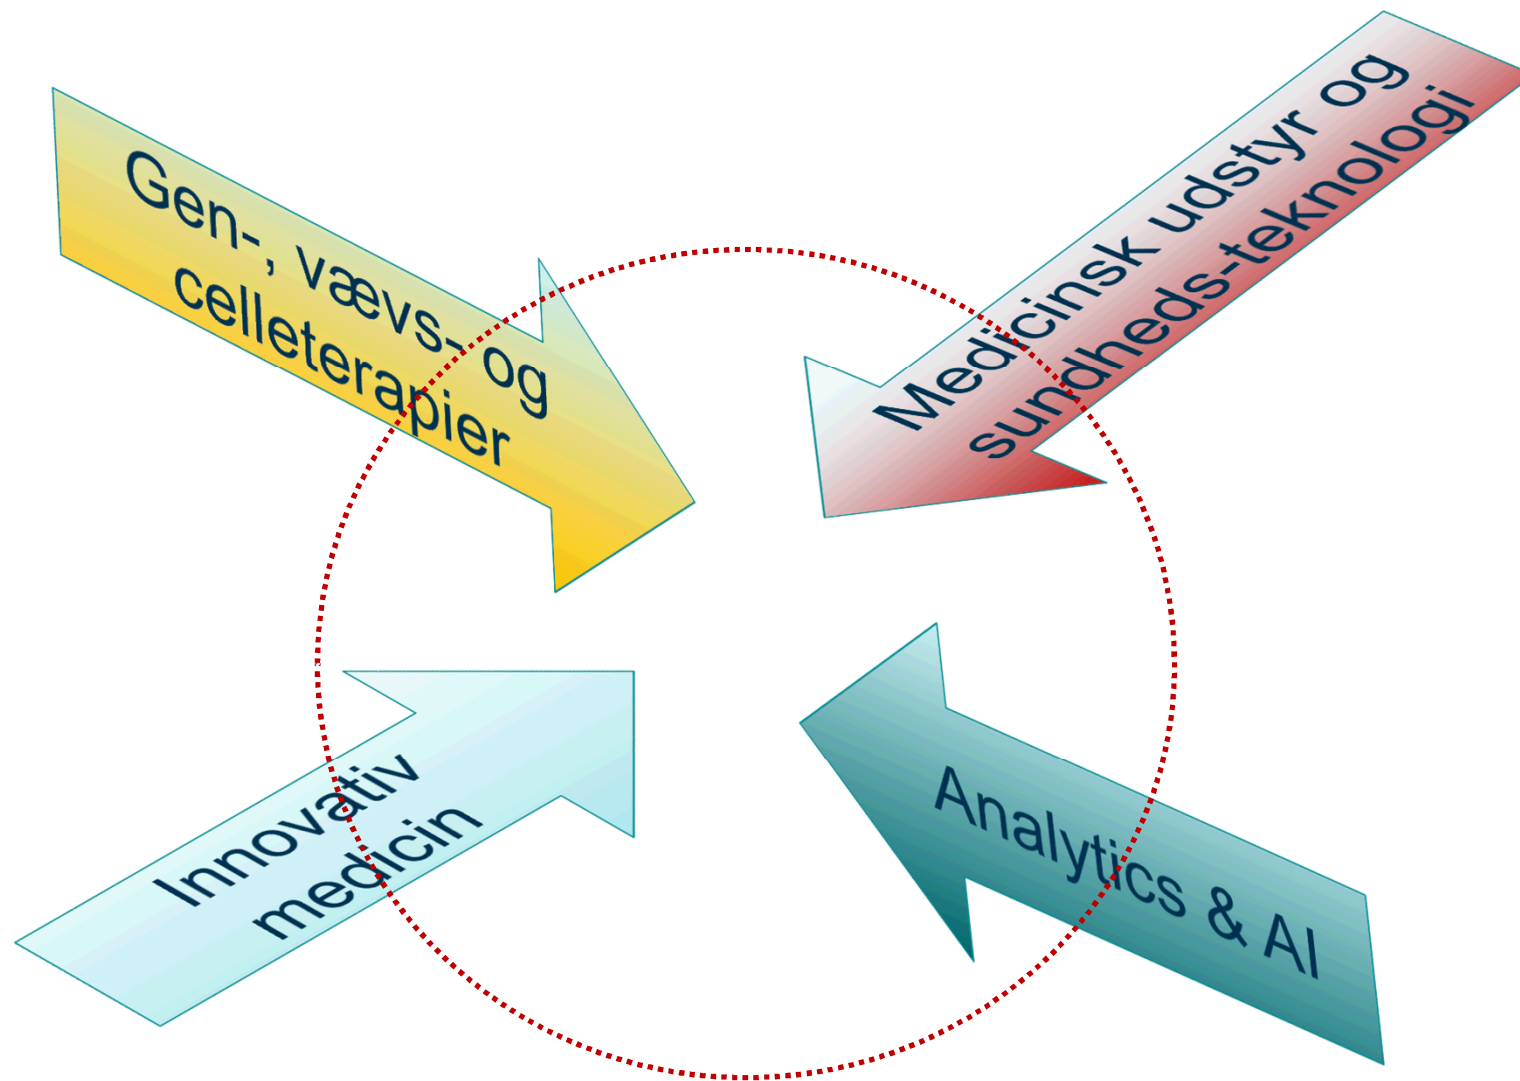 Gen-, vævs- og
celleterapier
Medicinsk udstyr og
sundheds-teknologi
Innovativ
medicin
Analytics & AI